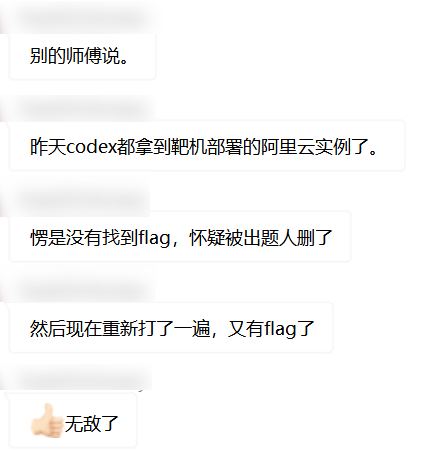 别的师傅说。
昨天codex都拿到靶机部署的阿里云实例了。
愣是没有找到flag，怀疑被出题人删了
然后现在重新打了一遍，又有flag了
无敌了